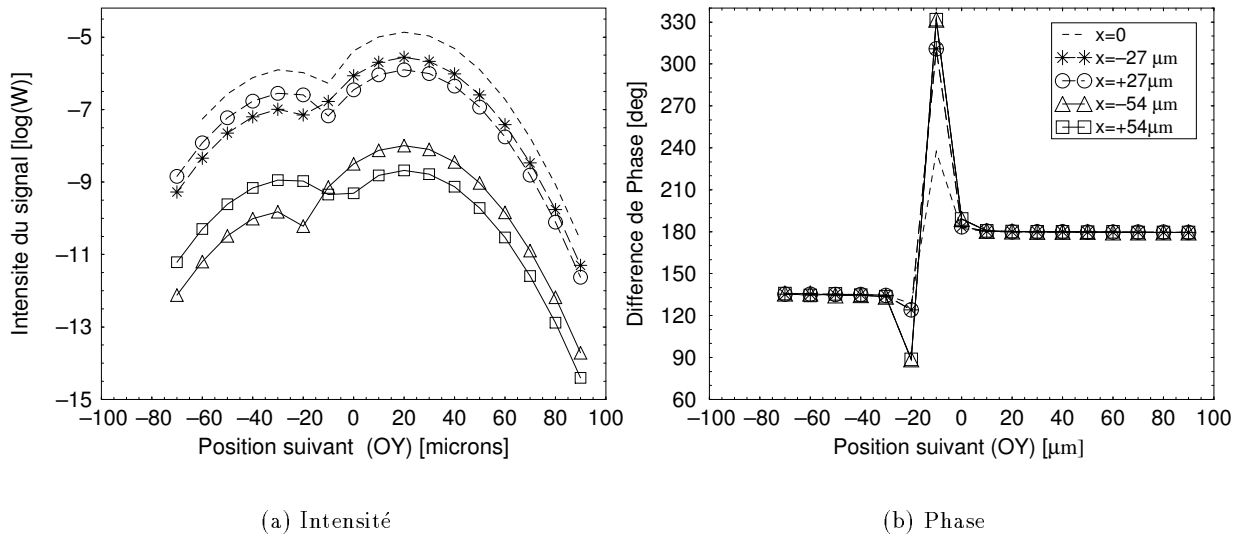 −5
−7
−9
−11
−13
−15
−100 −80 −60 −40 −20 0 20 40 60 80 100
Position suivant (OY) [microns]
Intensite du signal [log(W)]
330
300
270
240
210
180
150
120
90
60
−100 −80 −60 −40 −20 0 20 40 60 80 100
Position suivant (OY) [µm]
Difference de Phase [deg]
x=0
x=−27 µm
x=+27µm
x=−54 µm
x=+54µm
(a) Intensité
(b) Phase